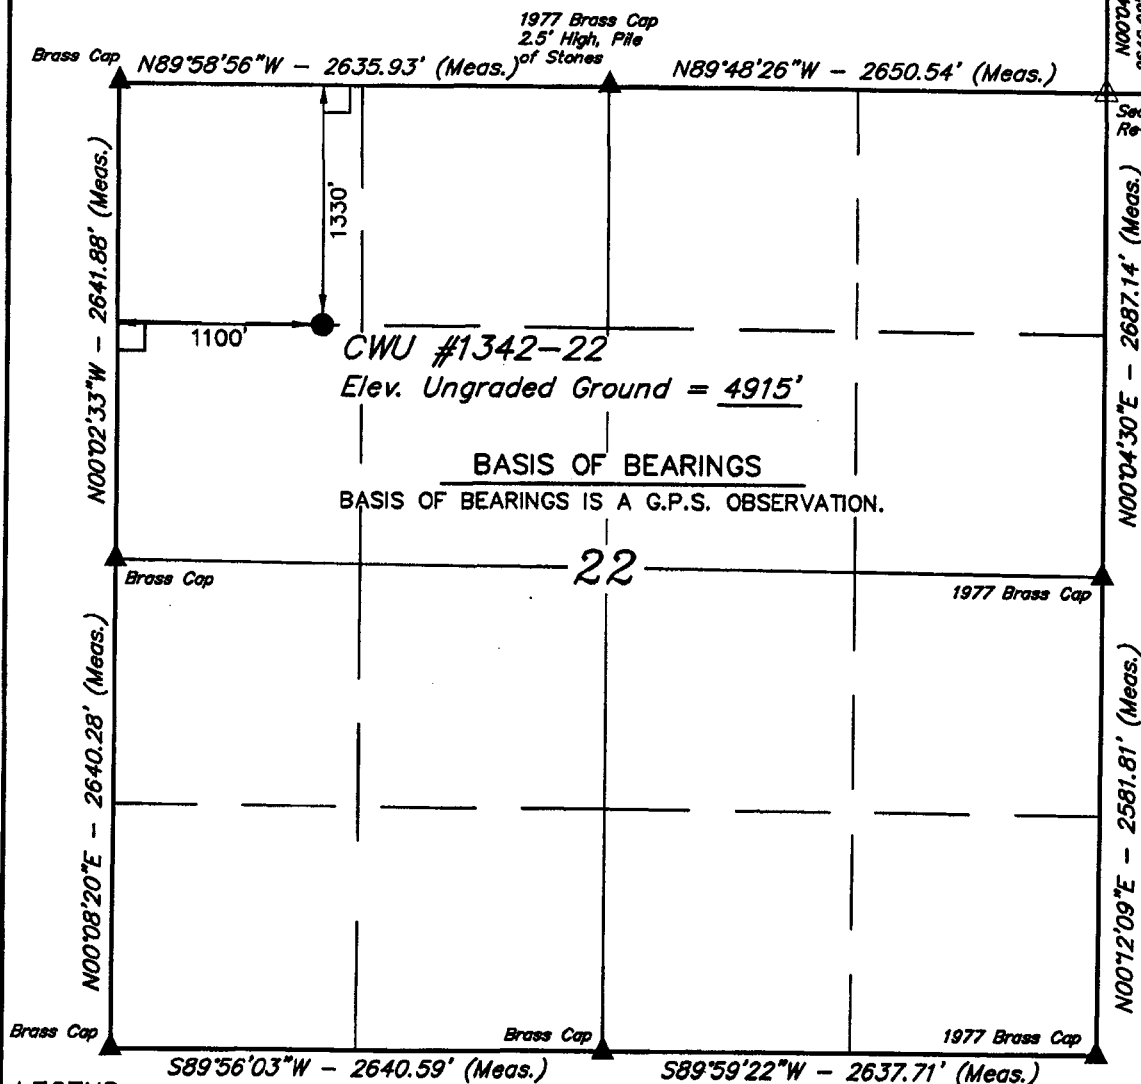 1977 Brass Cap
2.5' High, Pile
of Stones
Brass Cap
N89°58'56"W - 2635.93' (Meas.)
N89°48'26"W - 2650.54' (Meas.)
N00°04'
N00°02'33"W - 2641.88' (Meas.)
1330'
1100'
CWU #1342-22
Elev. Ungraded Ground = 4915'
N00°04'30"E - 2687.14' (Meas.)
BASIS OF BEARINGS
BASIS OF BEARINGS IS A G.P.S. OBSERVATION.
22
Brass Cap
1977 Brass Cap
N00°08'20"E - 2640.28' (Meas.)
N00°12'09"E - 2581.81' (Meas.)
Brass Cap
Brass Cap
1977 Brass Cap
S89°56'03"W - 2640.59' (Meas.)
S89°59'22"W - 2637.71' (Meas.)